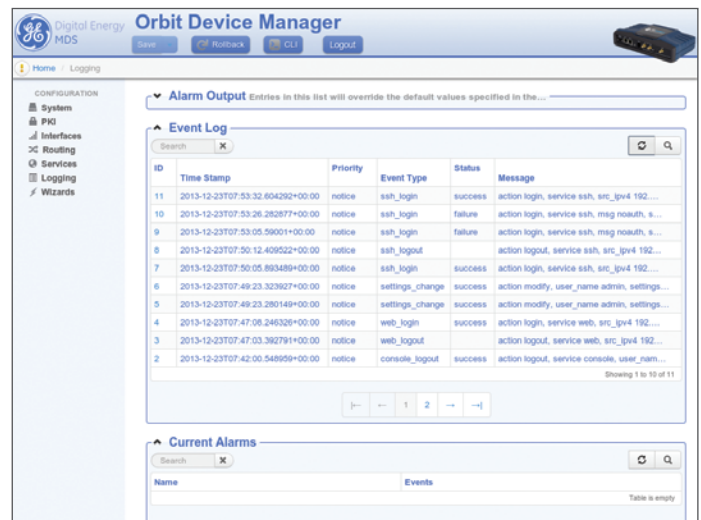 Digital Energy
MDS
Orbit Device Manager
Save
Rollback
CLI
Logout
Home / Logging
CONFIGURATION
System
PKI
Interfaces
Routing
Services
Logging
Wizards
Alarm Output Entries in this list will override the default values specified in the...
Event Log
Search
ID Time Stamp Priority Event Type Status Message
11 2013-12-23T07:53:32.604292+00:00 notice ssh_login success action login, service ssh, src_ipv4 192....
10 2013-12-23T07:53:26.282877+00:00 notice ssh_login failure action login, service ssh, msg noauth, s...
9 2013-12-23T07:53:05.59001+00:00 notice ssh_login failure action login, service ssh, msg noauth, s...
8 2013-12-23T07:50:12.409522+00:00 notice ssh_logout action logout, service ssh, src_ipv4 192...
7 2013-12-23T07:50:05.893489+00:00 notice ssh_login success action login, service ssh, src_ipv4 192....
6 2013-12-23T07:49:23.323927+00:00 notice settings_change success action modify, user_name admin, settings...
5 2013-12-23T07:49:23.280149+00:00 notice settings_change success action modify, user_name admin, settings...
4 2013-12-23T07:47:08.246326+00:00 notice web_login success action login, service web, src_ipv4 192....
3 2013-12-23T07:47:03.392791+00:00 notice web_logout action logout, service web, src_ipv4 192...
2 2013-12-23T07:42:00.548959+00:00 notice console_logout success action logout, service console, user_nam...
Showing 1 to 10 of 11
1 2
Current Alarms
Search
Name Events
Table is empty